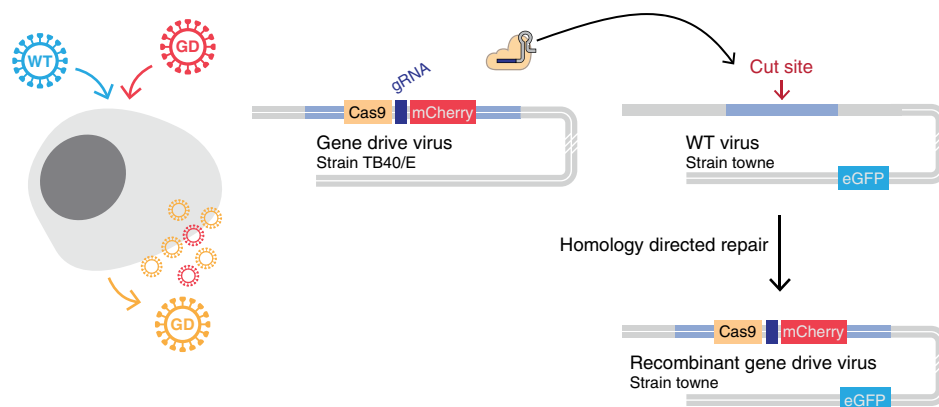 WT
GD
GD
gRNA
Cas9
mCherry
Gene drive virus
Strain TB40/E
Cut site
WT virus
Strain towne
eGFP
Homology directed repair
Cas9
mCherry
Recombinant gene drive virus
Strain towne
eGFP